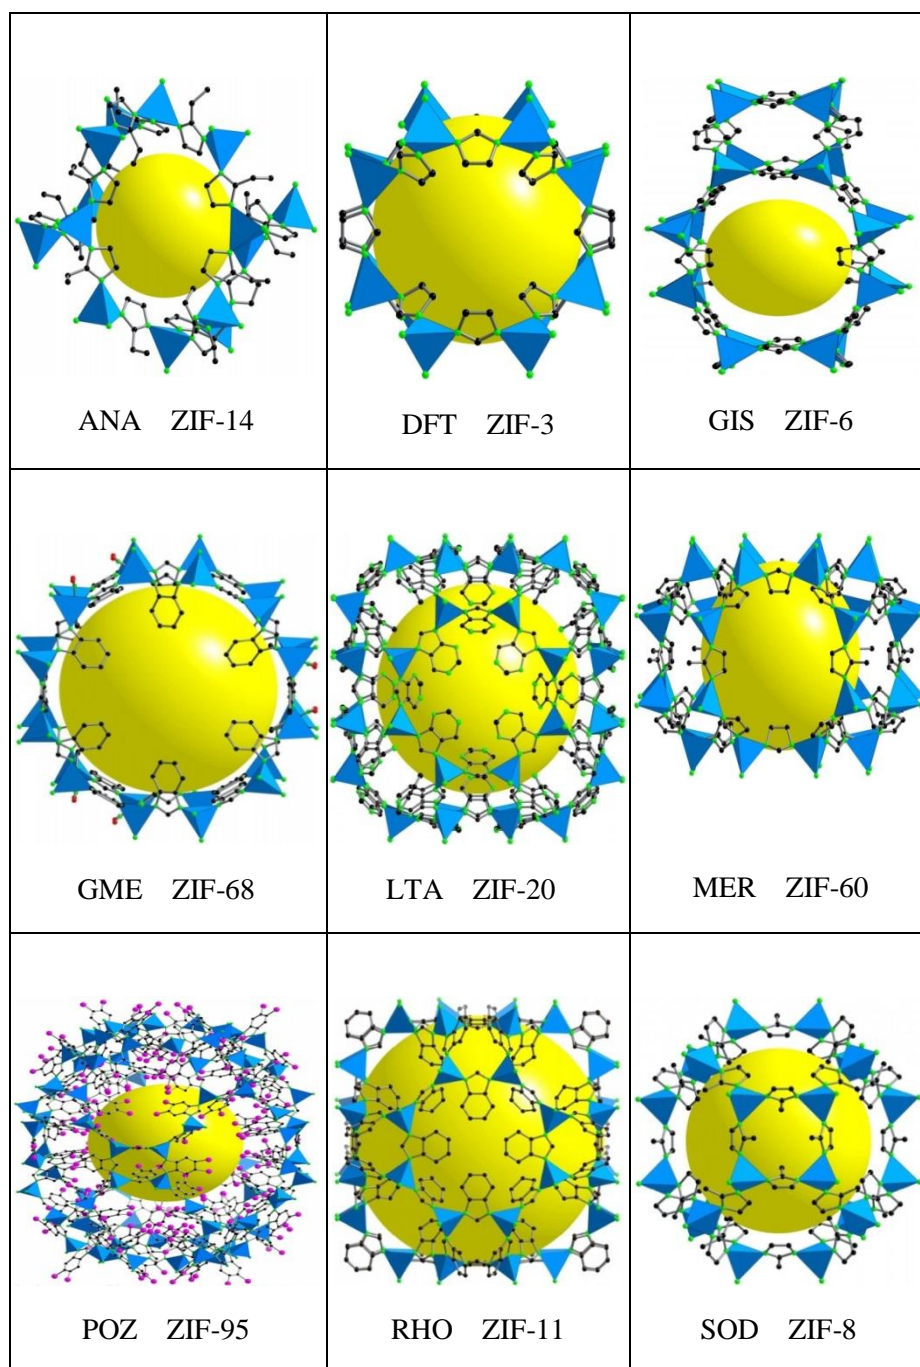 ANA ZIF-14
DFT ZIF-3
GIS ZIF-6
GME ZIF-68
LTA ZIF-20
MER ZIF-60
POZ ZIF-95
RHO ZIF-11
SOD ZIF-8